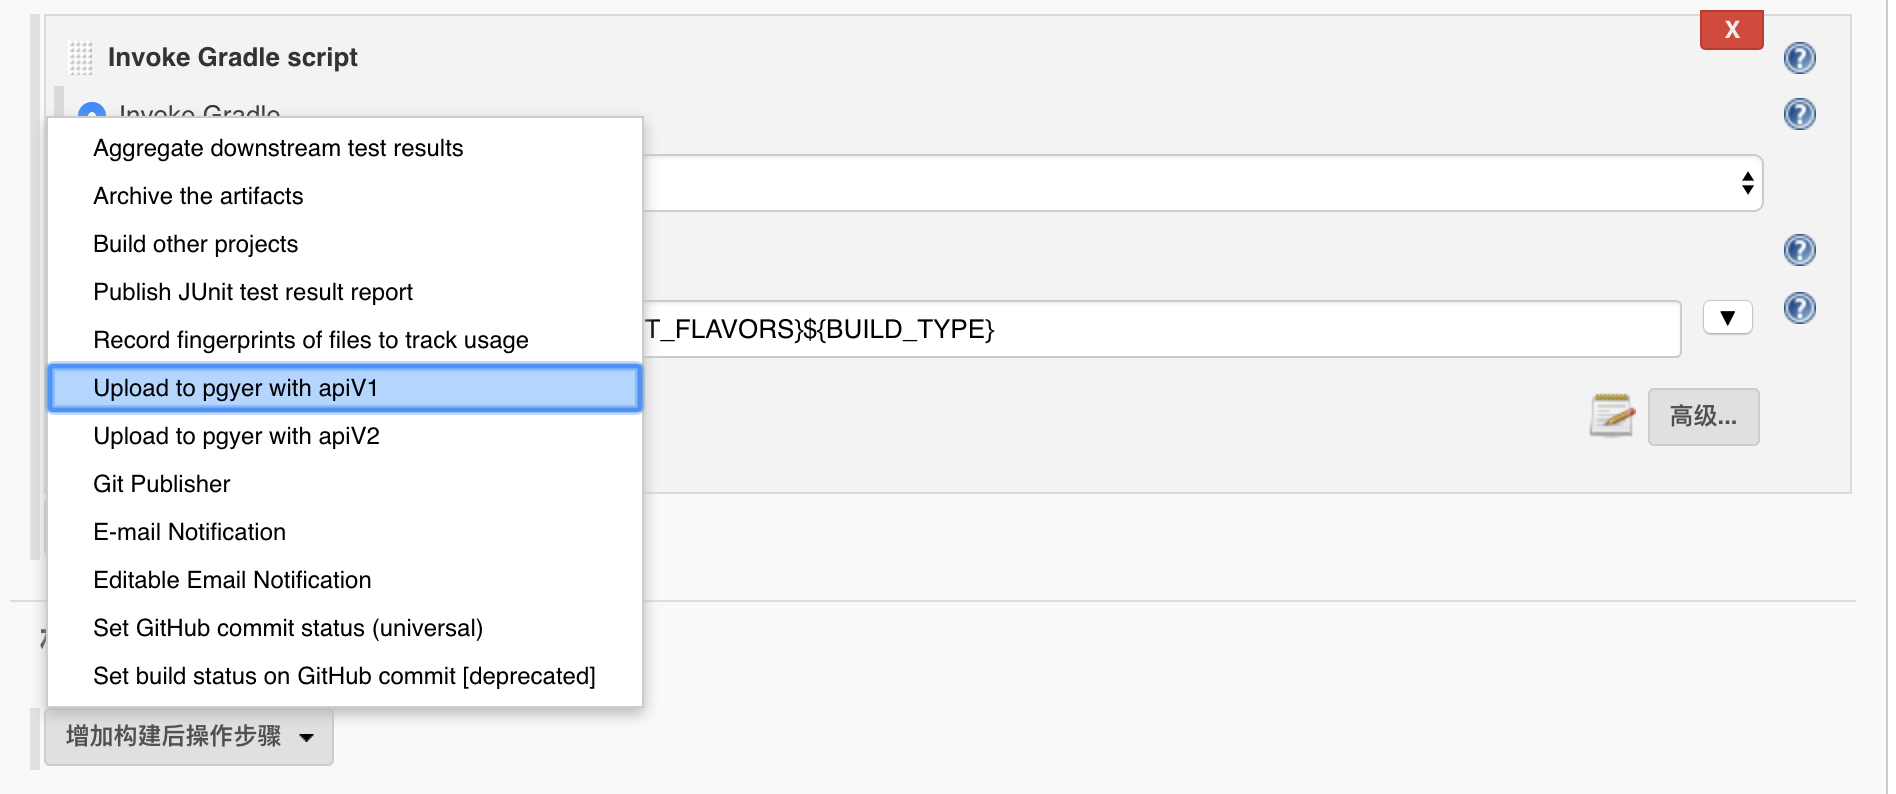 X
Invoke Gradle script
Invoke Gradle
Aggregate downstream test results
Archive the artifacts
Build other projects
Publish JUnit test result report
Record fingerprints of files to track usage
T_FLAVORS}${BUILD_TYPE}
Upload to pgyer with apiV1
高级...
Upload to pgyer with apiV2
Git Publisher
E-mail Notification
Editable Email Notification
Set GitHub commit status (universal)
Set build status on GitHub commit [deprecated]
增加构建后操作步骤